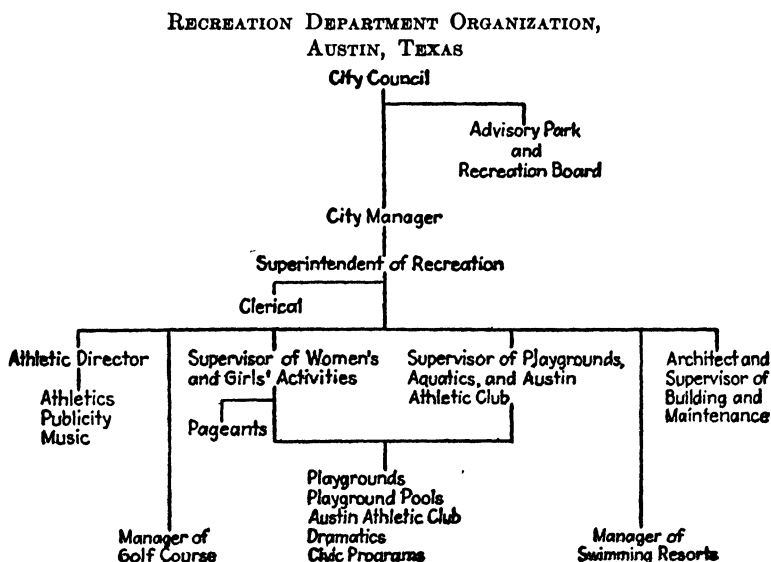 RECREATION DEPARTMENT ORGANIZATION,
AUSTIN, TEXAS
City Council
Advisory Park
and
Recreation Board
City Manager
Superintendent of Recreation
Clerical
Athletic Director
Athletics
Publicity
Music
Supervisor of Women's
and Girls' Activities
Pageants
Supervisor of Playgrounds,
Aquatics, and Austin
Athletic Club
Architect and
Supervisor of
Building and
Maintenance
Manager of
Golf Course
Playgrounds
Playground Pools
Austin Athletic Club
Dramatics
Civic Programs
Manager of
Swimming Resorts